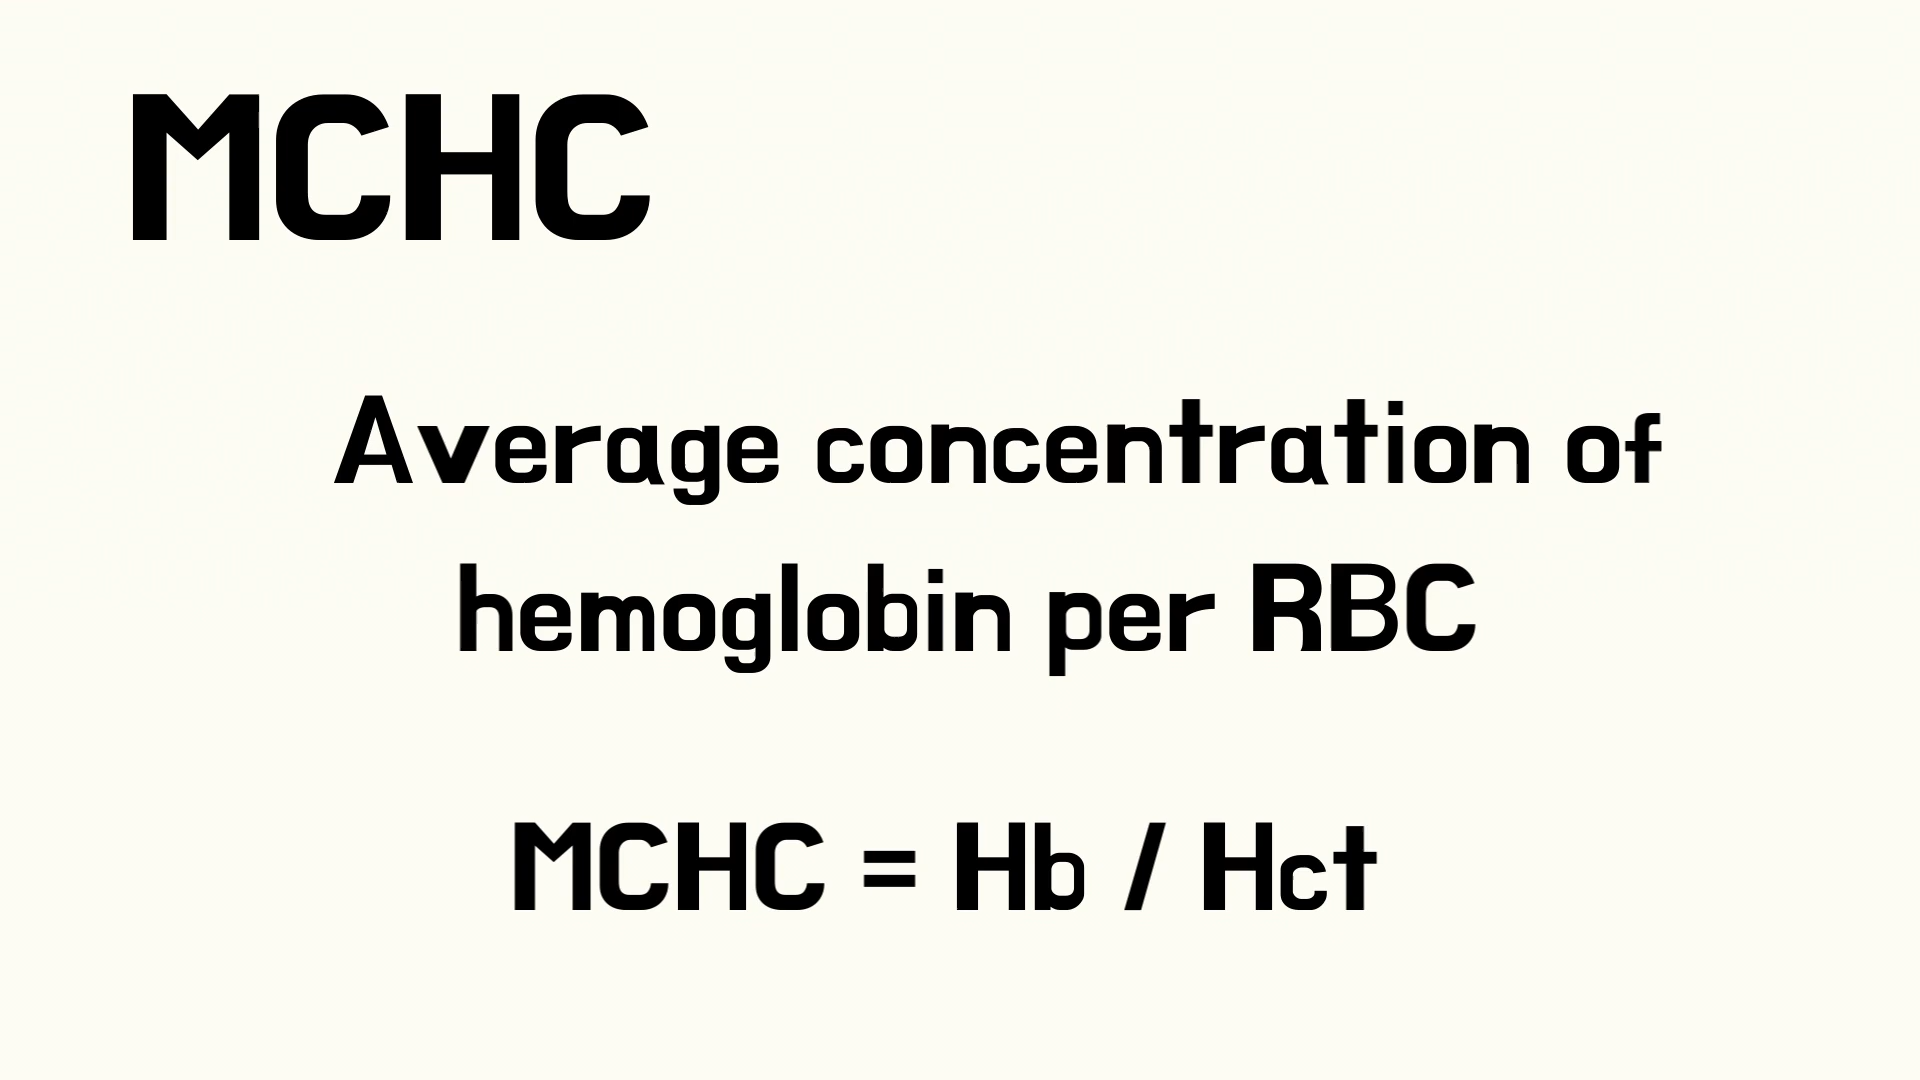 MCHC
Average concentration of
hemoglobin per RBC
MCHC = Hb / Hct